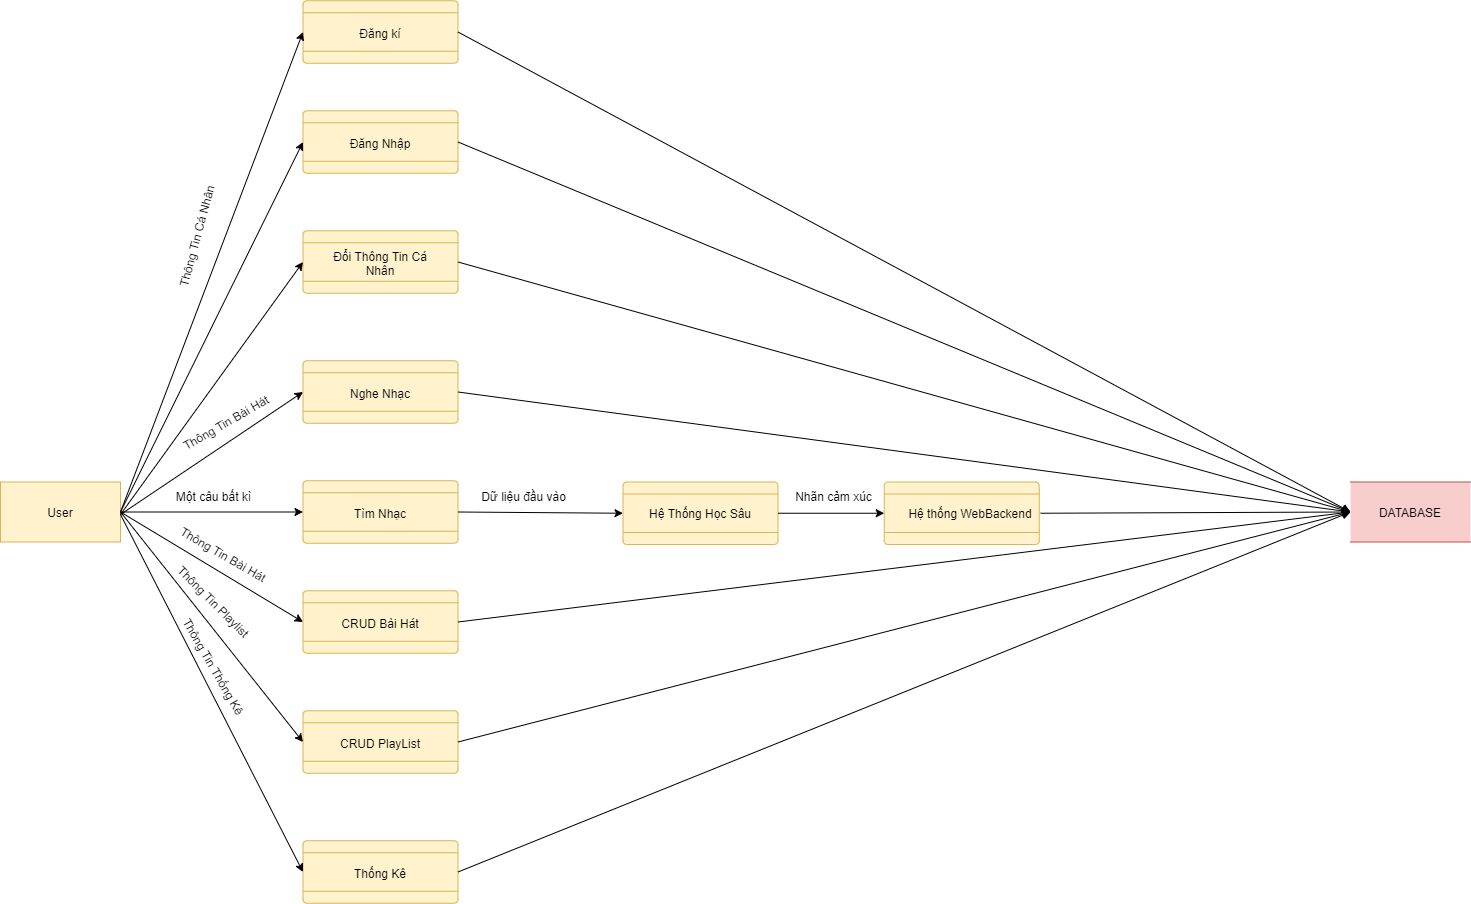 Đăng kí
Đăng Nhập
Thông Tin Cá Nhân
Đổi Thông Tin Cá
Nhân
Nghe Nhạc
Thông Tin Bài Hát
User
Một câu bất kì
Tìm Nhạc
Dữ liệu đầu vào
Hệ Thống Học Sâu
Nhãn cảm xúc
Hệ thống WebBackend
DATABASE
Thông Tin Bài Hát
CRUD Bài Hát
Thông Tin Playlist
CRUD PlayList
Thông Tin Thống Kê
Thống Kê